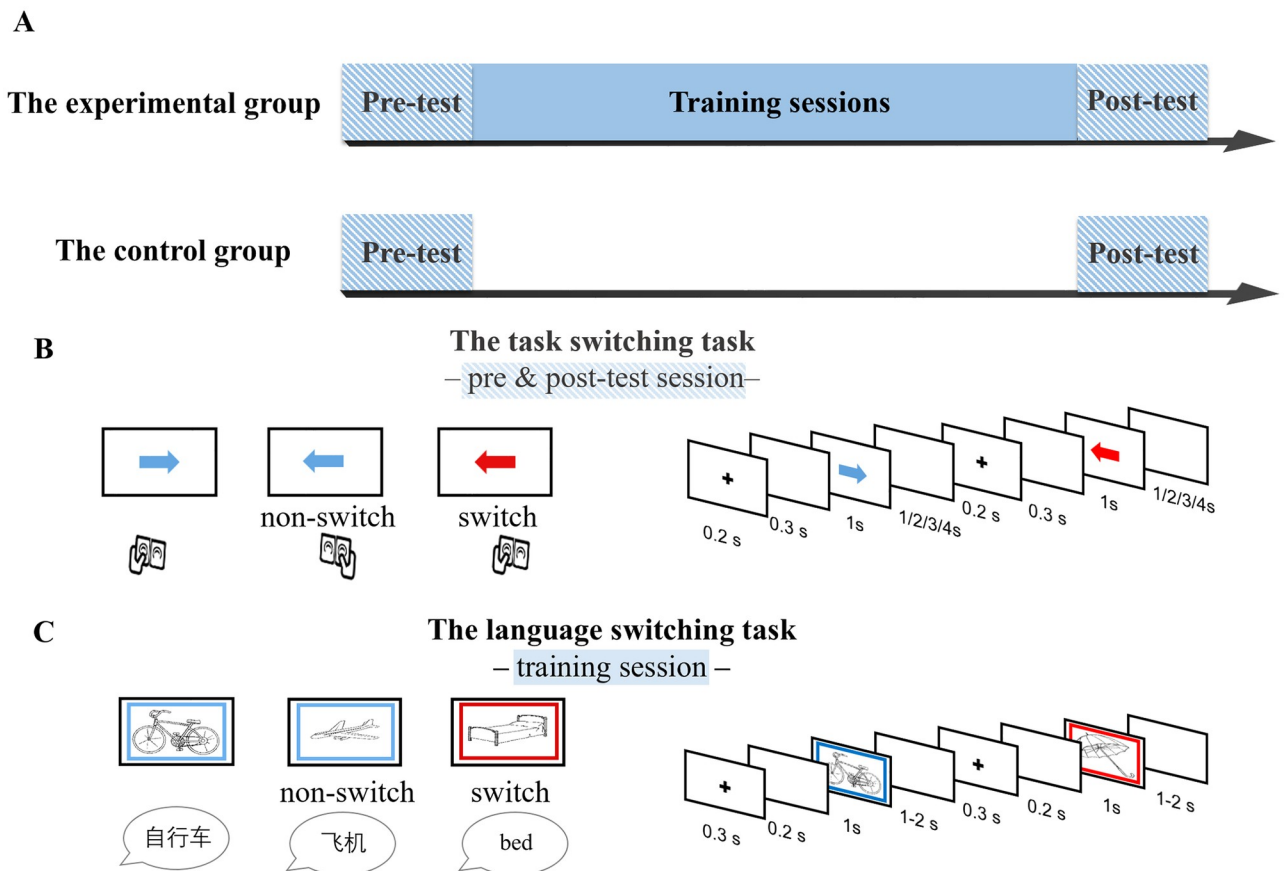 A
The experimental group
Pre-test
Training sessions
Post-test
The control group
Pre-test
Post-test
B
The task switching task
– pre & post-test session–
non-switch
switch
0.2 s
0.3 s
1s
1/2/3/4s
0.2 s
0.3 s
1s
1/2/3/4s
C
The language switching task
– training session –
non-switch
switch
自行车
飞机
bed
0.3 s
0.2 s
1s
1-2 s
0.3 s
0.2 s
1s
1-2 s